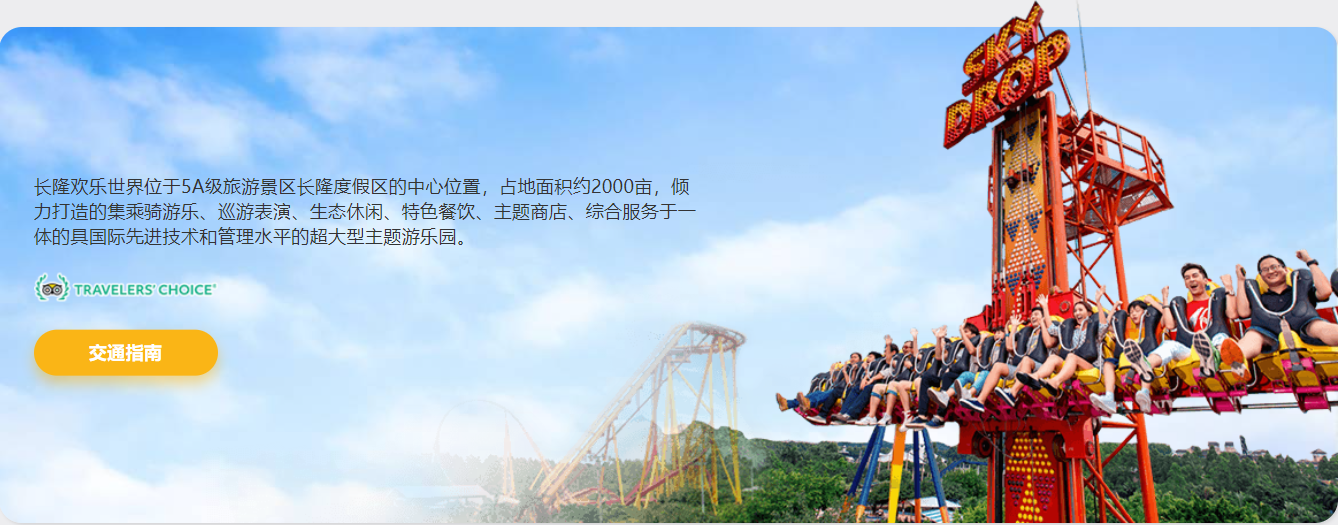 SKY
DROP
长隆欢乐世界位于5A级旅游景区长隆度假区的中心位置，占地面积约2000亩，倾
力打造的集乘骑游乐、巡游表演、生态休闲、特色餐饮、主题商店、综合服务于一
体的具国际先进技术和管理水平的超大型主题游乐园。
TRAVELERS' CHOICE®
交通指南
SKY